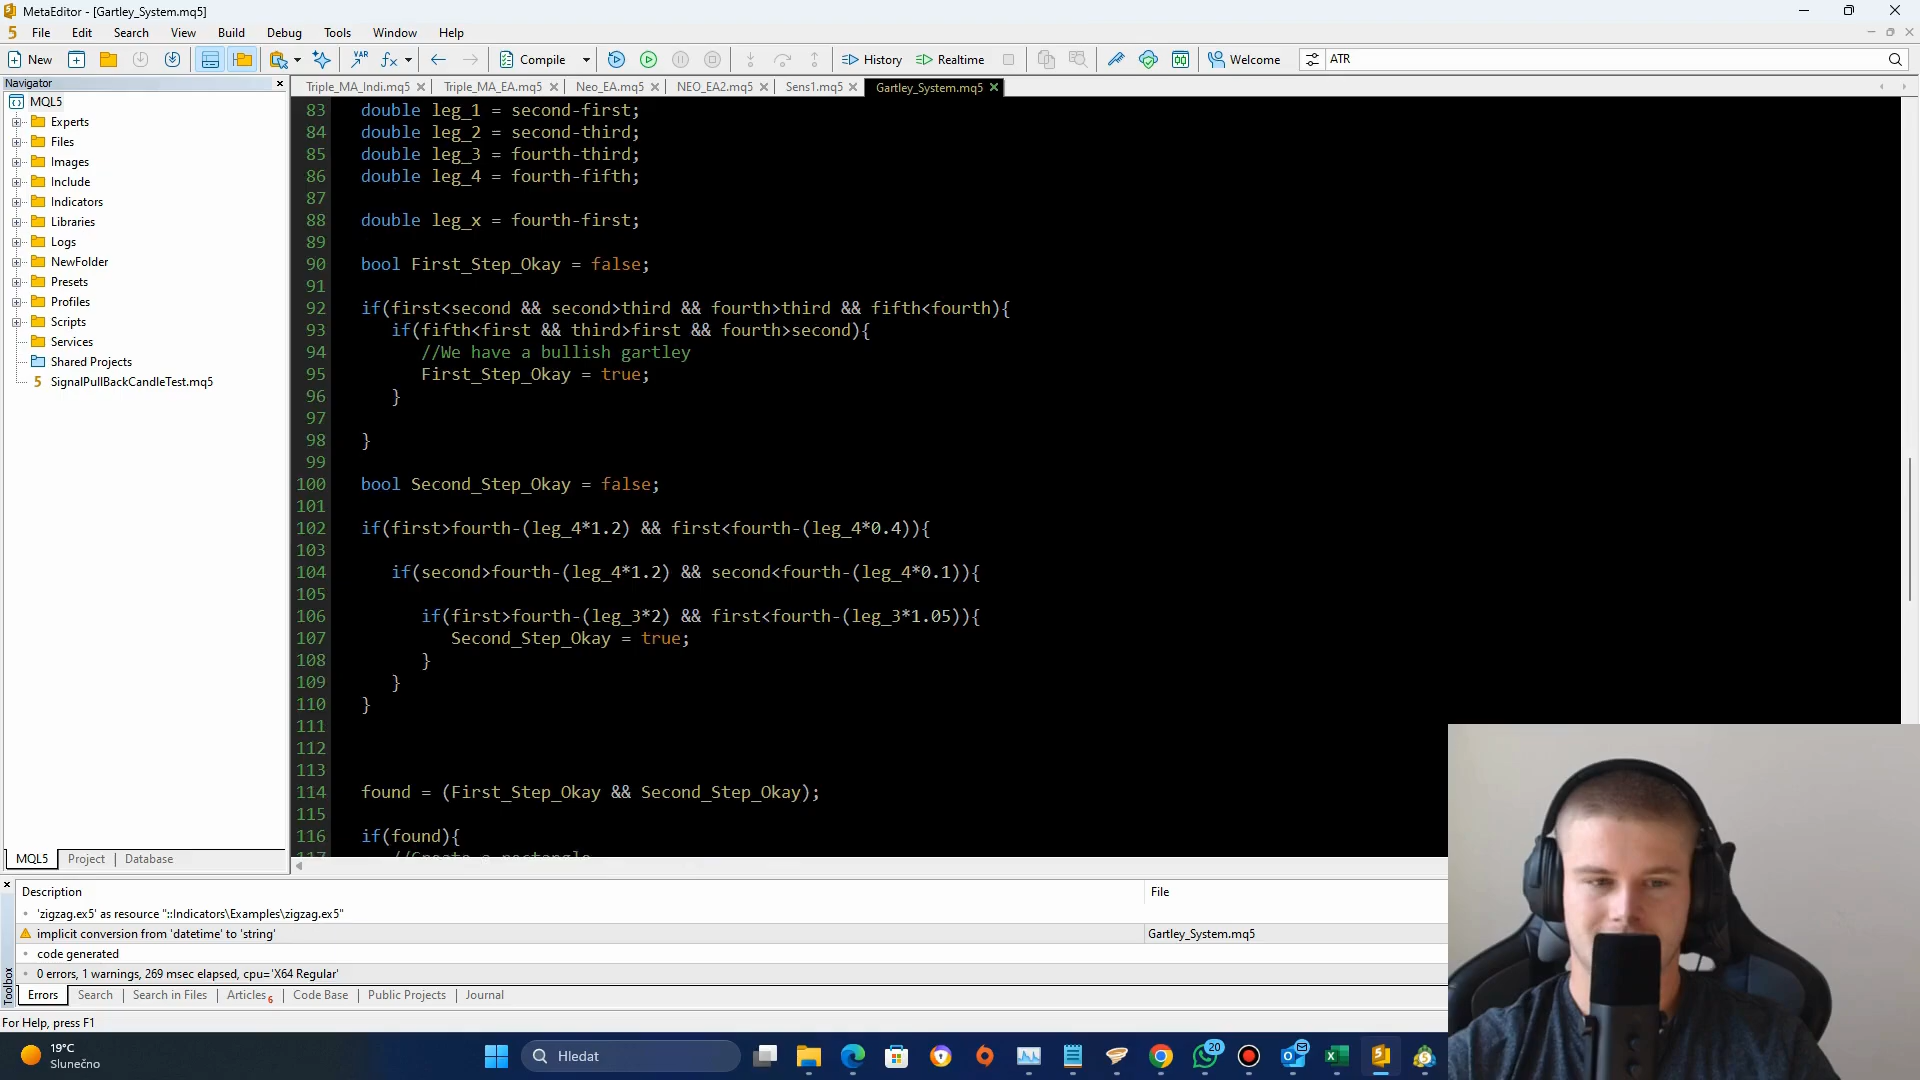 MetaEditor - [Gartley_System.mq5]
5 File Edit Search View Build Debug Tools Window Help
New VAR fx Compile History Realtime Welcome ATR
Navigator
Triple_MA_Indi.mq5 Triple_MA_EA.mq5 Neo_EA.mq5 NEO_EA2.mq5 Sens1.mq5 Gartley_System.mq5
MQL5
Experts
Files
Images
Include
Indicators
Libraries
Logs
NewFolder
Presets
Profiles
Scripts
Services
Shared Projects
5 SignalPullBackCandleTest.mq5
MQL5 Project Database
83 double leg_1 = second-first;
84 double leg_2 = second-third;
85 double leg_3 = fourth-third;
86 double leg_4 = fourth-fifth;
87
88 double leg_x = fourth-first;
89
90 bool First_Step_Okay = false;
91
92 if(first<second && second>third && fourth>third && fifth<fourth){
93 if(fifth<first && third>first && fourth>second){
94 //We have a bullish gartley
95 First_Step_Okay = true;
96 }
97
98 }
99
100 bool Second_Step_Okay = false;
101
102 if(first>fourth-(leg_4*1.2) && first<fourth-(leg_4*0.4)){
103
104 if(second>fourth-(leg_4*1.2) && second<fourth-(leg_4*0.1)){
105
106 if(first>fourth-(leg_3*2) && first<fourth-(leg_3*1.05)){
107 Second_Step_Okay = true;
108 }
109 }
110 }
111
112
113
114 found = (First_Step_Okay && Second_Step_Okay);
115
116 if(found){
117 //Create a rectangle
Description File
'zigzag.ex5' as resource "::Indicators\Examples\zigzag.ex5"
implicit conversion from 'datetime' to 'string' Gartley_System.mq5
code generated
0 errors, 1 warnings, 269 msec elapsed, cpu='X64 Regular'
Toolbox
Errors Search Search in Files Articles 6 Code Base Public Projects Journal
For Help, press F1
19°C
Slunečno
Hledat
20